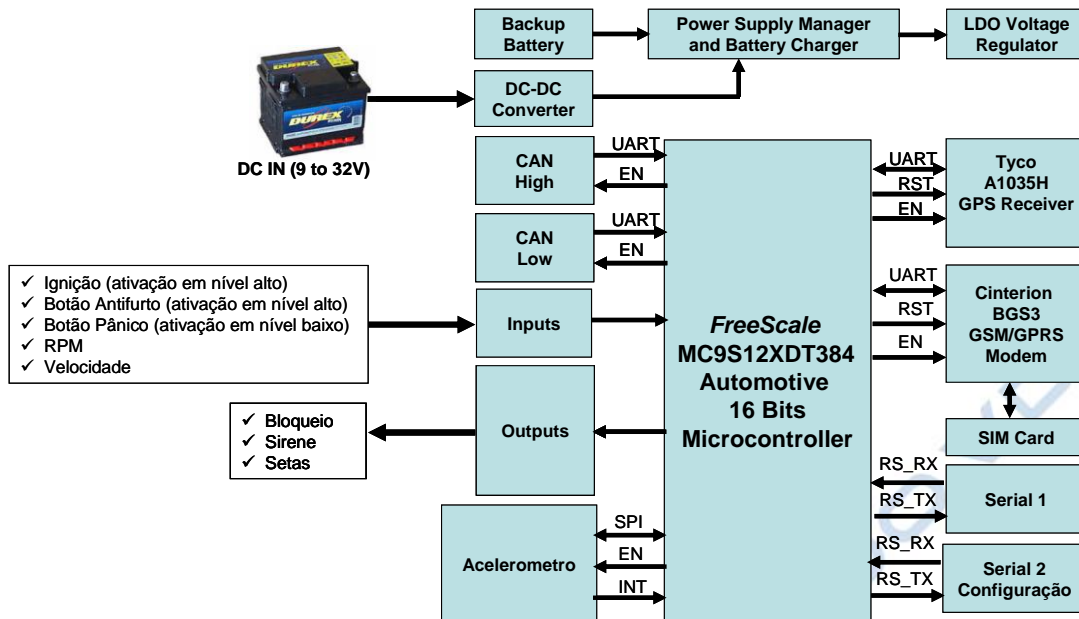 Backup
Battery
Power Supply Manager
and Battery Charger
LDO Voltage
Regulator
DC-DC
Converter
DUREX
DC IN (9 to 32V)
CAN
High
UART
EN
CAN
Low
UART
EN
✓ Ignição (ativação em nível alto)
✓ Botão Antifurto (ativação em nível alto)
✓ Botão Pânico (ativação em nível baixo)
✓ RPM
✓ Velocidade
Inputs
✓ Bloqueio
✓ Sirene
✓ Setas
Outputs
Acelerometro
SPI
EN
INT
FreeScale
MC9S12XDT384
Automotive
16 Bits
Microcontroller
UART
RST
EN
Tyco
A1035H
GPS Receiver
UART
RST
EN
Cinterion
BGS3
GSM/GPRS
Modem
SIM Card
RS_RX
RS_TX
Serial 1
RS_RX
RS_TX
Serial 2
Configuração